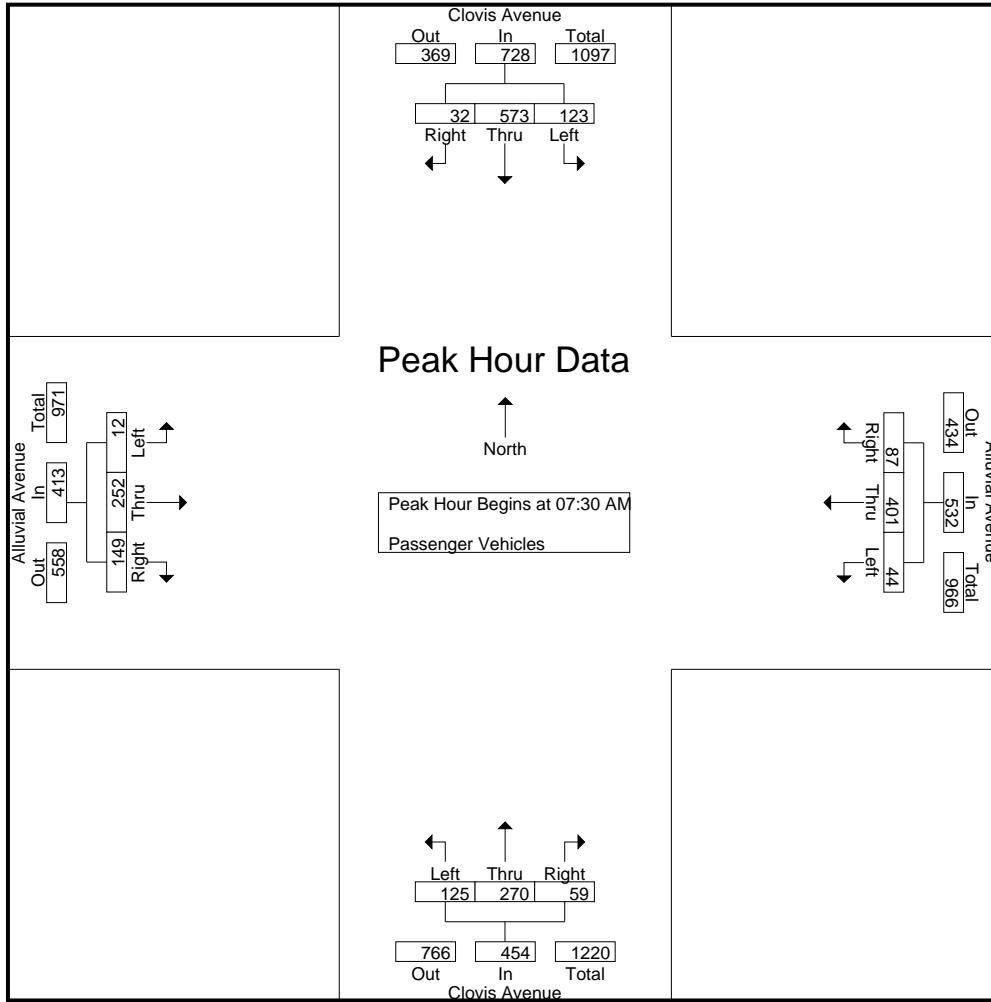 Clovis Avenue
Out In Total
369 728 1097
32 573 123
Right Thru Left
Peak Hour Data
North
Peak Hour Begins at 07:30 AM
Passenger Vehicles
Alluvial Avenue
Total In Out
971 413 558
12 252 149
Left Thru Right
Alluvial Avenue
Out In Total
434 532 966
87 401 44
Right Thru Left
Left Thru Right
125 270 59
766 454 1220
Out In Total
Clovis Avenue